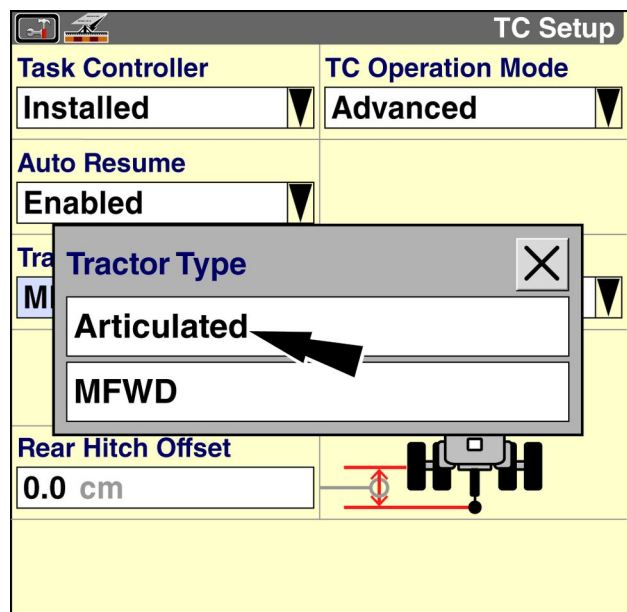 TC Setup
Task Controller
TC Operation Mode
Installed
Advanced
Auto Resume
Enabled
Tractor Type
Articulated
MFWD
Rear Hitch Offset
0.0 cm